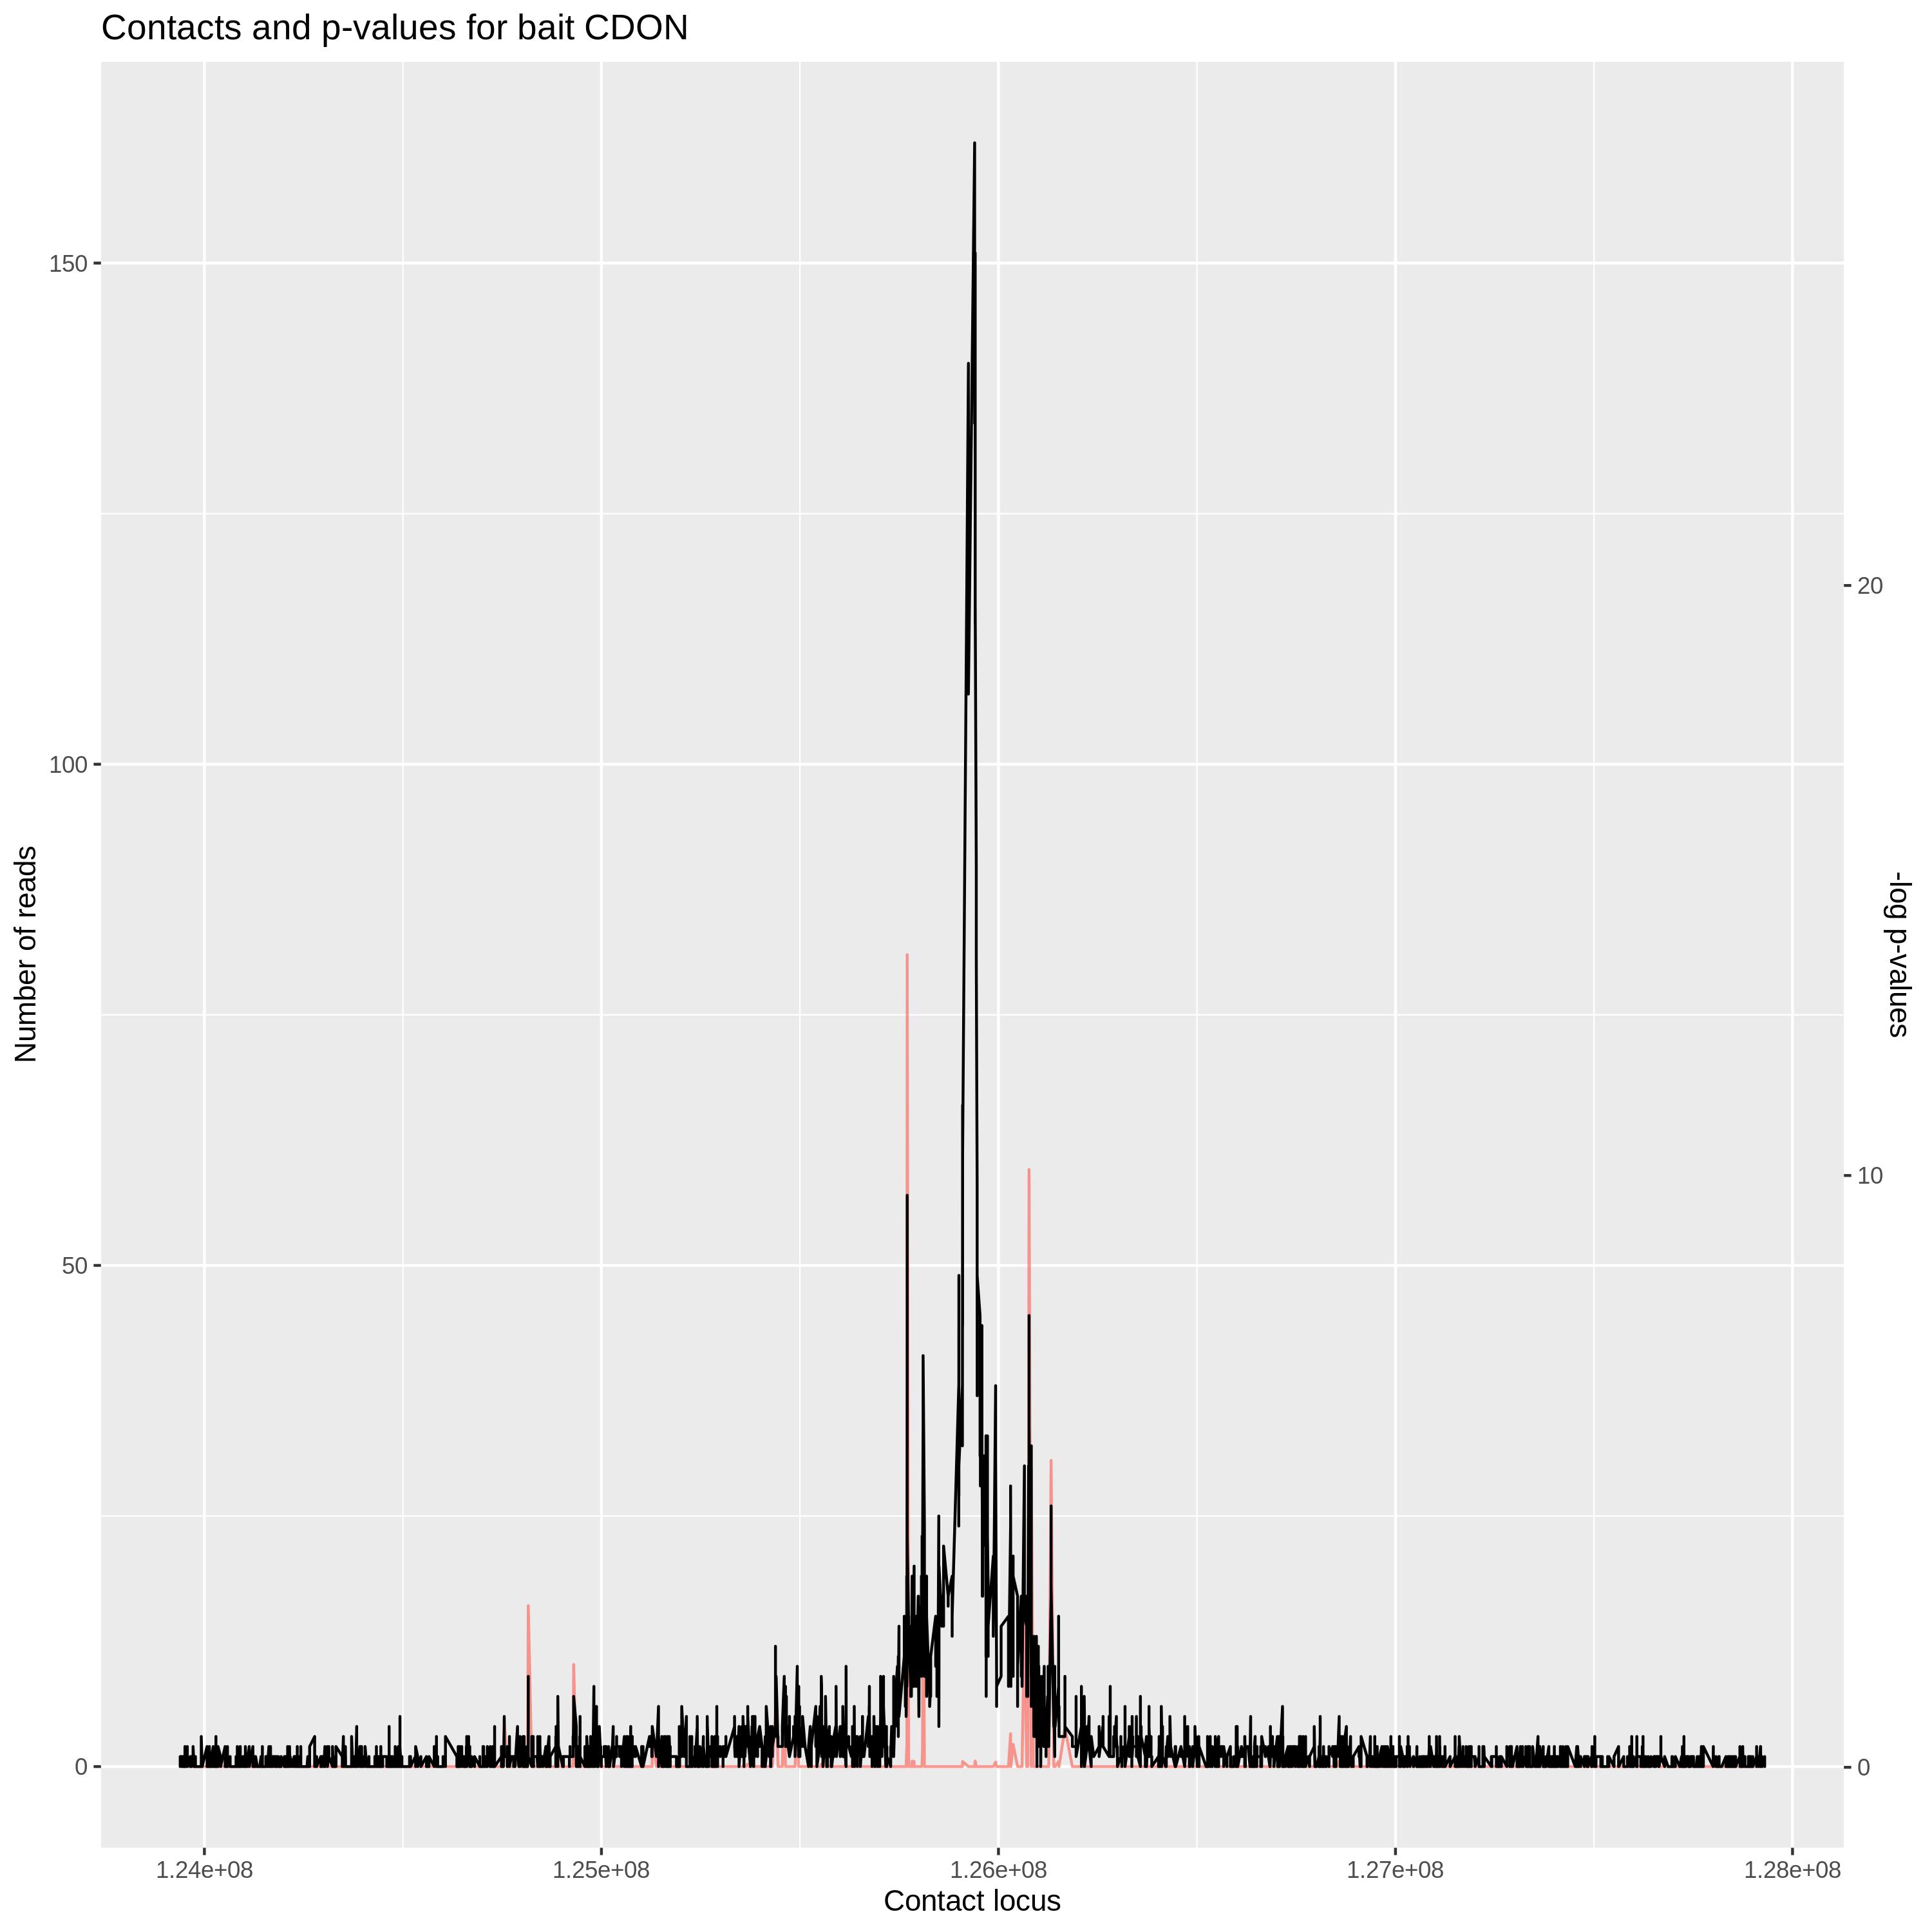 Contacts and p-values for bait CDON
150
100
50
0
Number of reads
20
10
0
-log p-values
1.24e+08 1.25e+08 1.26e+08 1.27e+08 1.28e+08
Contact locus